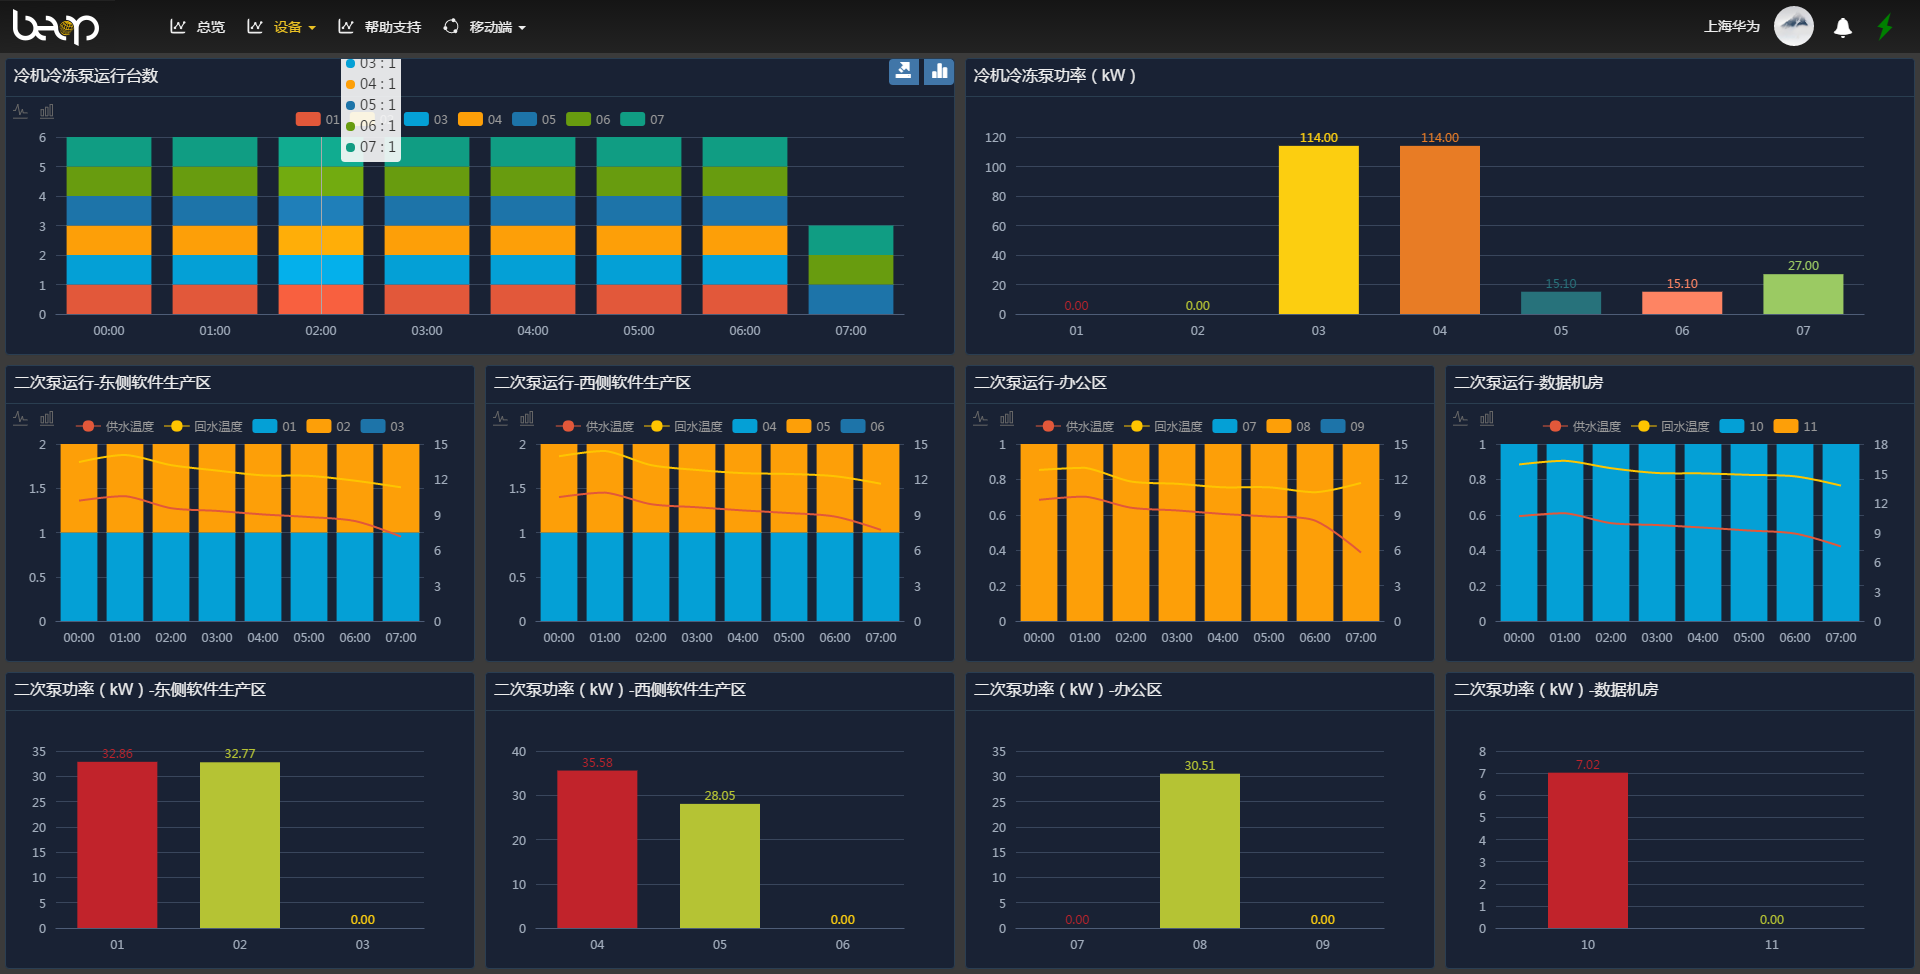 beop 总览 设备 帮助支持 移动端 上海华为
冷机冷冻泵运行台数
03 : 1
04 : 1
05 : 1
06 : 1
07 : 1
01 03 04 05 06 07
6
5
4
3
2
1
0
00:00 01:00 02:00 03:00 04:00 05:00 06:00 07:00
冷机冷冻泵功率（kW）
120
100
80
60
40
20
0
0.00 0.00 114.00 114.00 15.10 15.10 27.00
01 02 03 04 05 06 07
二次泵运行-东侧软件生产区
供水温度 回水温度 01 02 03
2 15
1.5 12
1 9
0.5 6
0 3
0
00:00 01:00 02:00 03:00 04:00 05:00 06:00 07:00
二次泵运行-西侧软件生产区
供水温度 回水温度 04 05 06
2 15
1.5 12
1 9
0.5 6
0 3
0
00:00 01:00 02:00 03:00 04:00 05:00 06:00 07:00
二次泵运行-办公区
供水温度 回水温度 07 08 09
1 15
0.8 12
0.6 9
0.4 6
0.2 3
0 0
00:00 01:00 02:00 03:00 04:00 05:00 06:00 07:00
二次泵运行-数据机房
供水温度 回水温度 10 11
1 18
0.8 15
0.6 12
0.4 9
0.2 6
0 3
0
00:00 01:00 02:00 03:00 04:00 05:00 06:00 07:00
二次泵功率（kW）-东侧软件生产区
35
30
25
20
15
10
5
0
32.86 32.77 0.00
01 02 03
二次泵功率（kW）-西侧软件生产区
40
30
20
10
0
35.58 28.05 0.00
04 05 06
二次泵功率（kW）-办公区
35
30
25
20
15
10
5
0
0.00 30.51 0.00
07 08 09
二次泵功率（kW）-数据机房
8
7
6
5
4
3
2
1
0
7.02 0.00
10 11